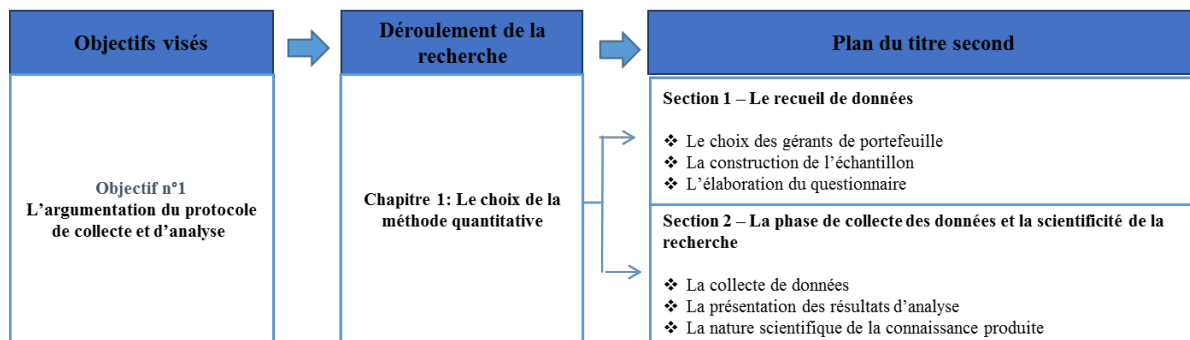 Objectifs visés
Déroulement de la
recherche
Plan du titre second
Objectif n°1
L'argumentation du protocole
de collecte et d'analyse
Chapitre 1: Le choix de la
méthode quantitative
Section 1 – Le recueil de données
❖ Le choix des gérants de portefeuille
❖ La construction de l'échantillon
❖ L'élaboration du questionnaire
Section 2 – La phase de collecte des données et la scientificité de la
recherche
❖ La collecte de données
❖ La présentation des résultats d'analyse
❖ La nature scientifique de la connaissance produite